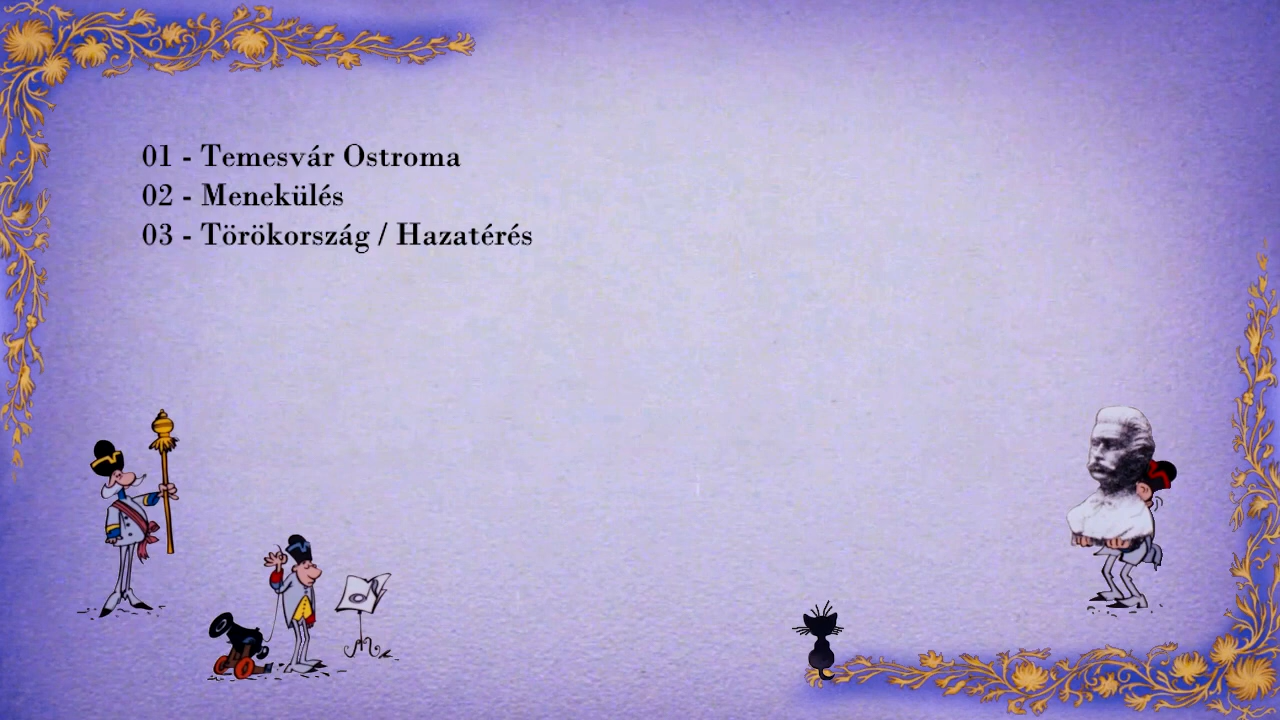 01 - Temesvár Ostroma
02 - Menekülés
03 - Törökország / Hazatérés